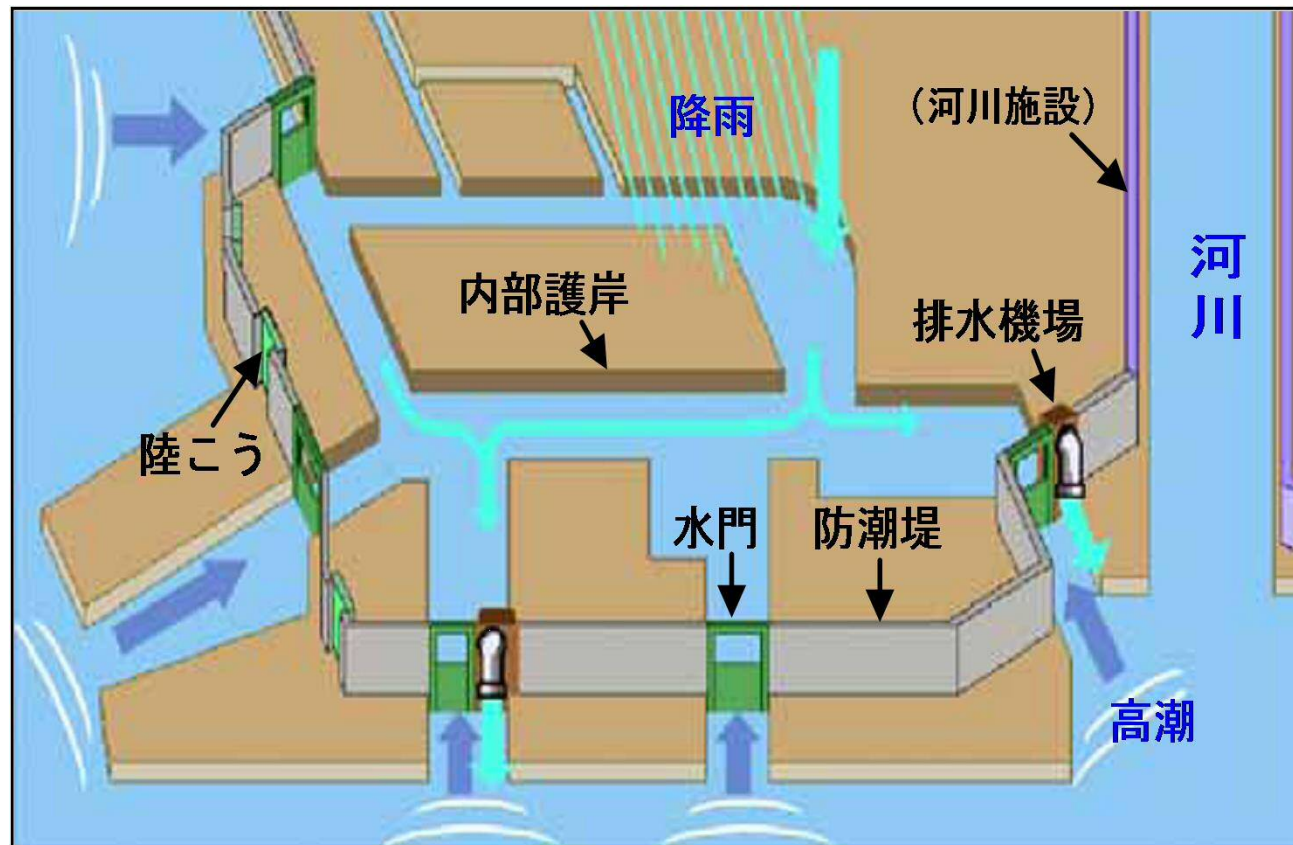 降雨
（河川施設）
河川
内部護岸
排水機場
陸こう
水門
防潮堤
高潮